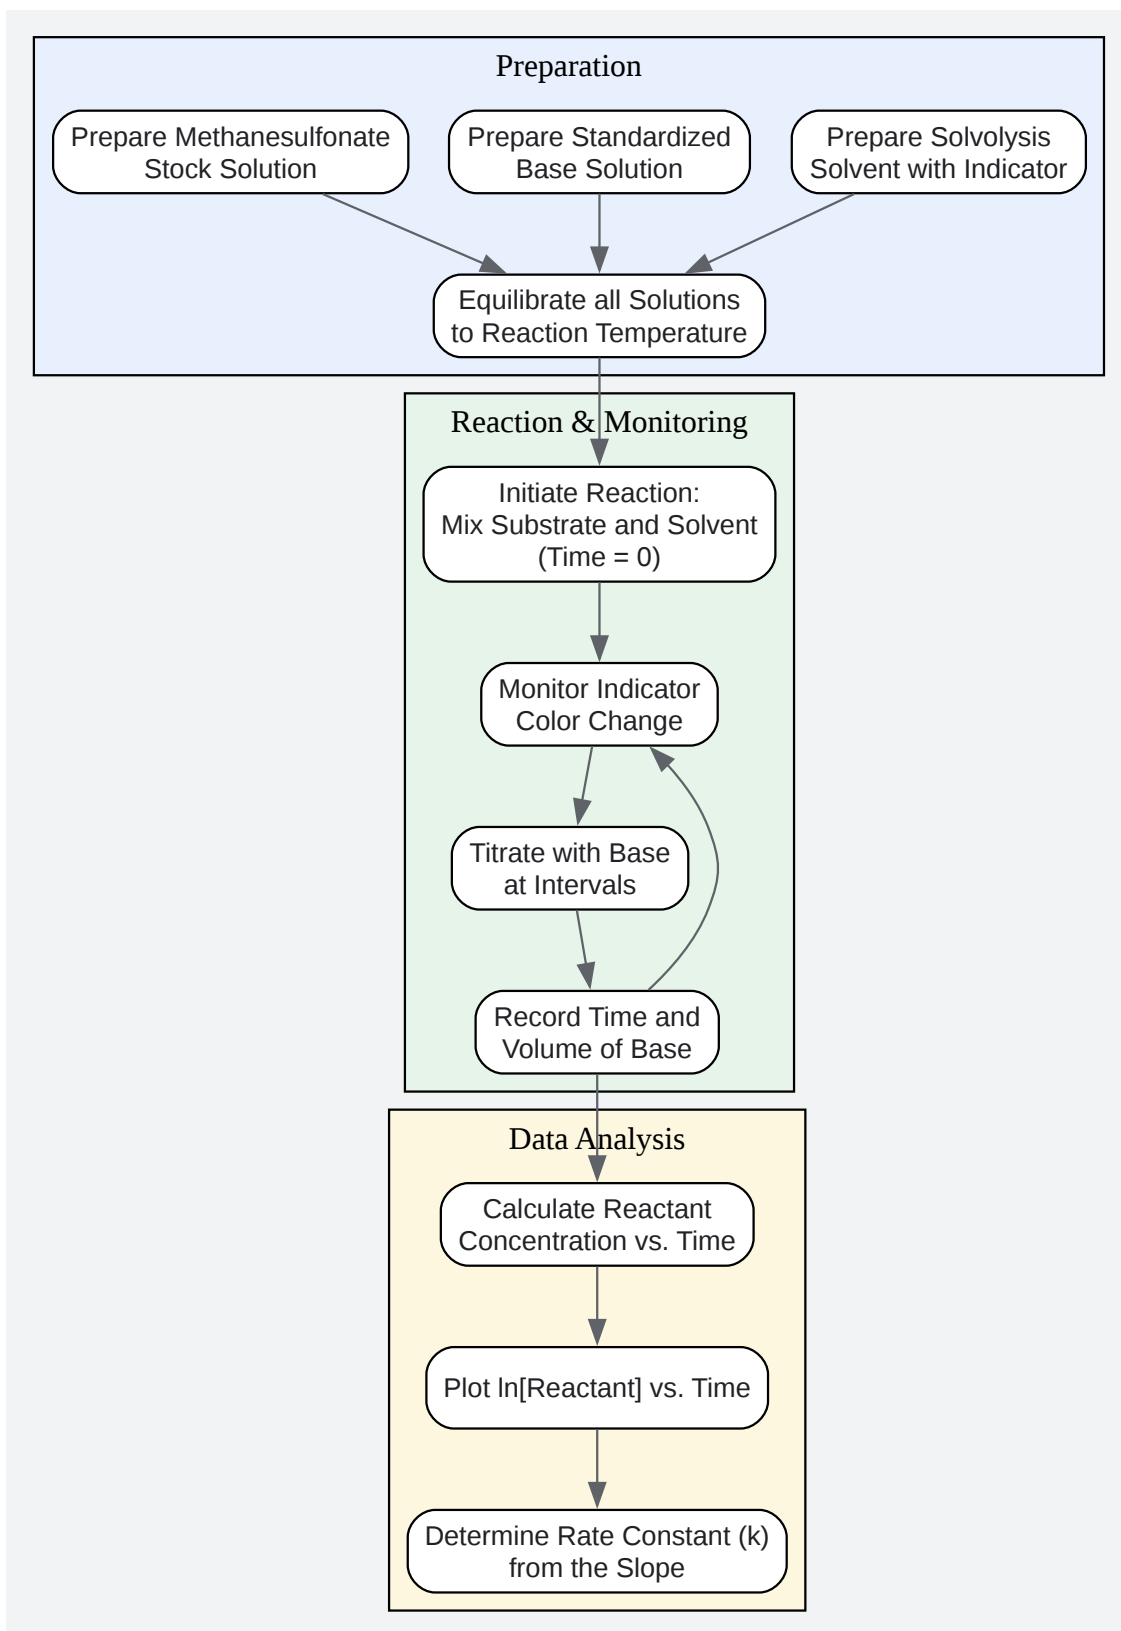 Preparation
Prepare Methanesulfonate
Stock Solution
Prepare Standardized
Base Solution
Prepare Solvolysis
Solvent with Indicator
Equilibrate all Solutions
to Reaction Temperature
Reaction & Monitoring
Initiate Reaction:
Mix Substrate and Solvent
(Time = 0)
Monitor Indicator
Color Change
Titrate with Base
at Intervals
Record Time and
Volume of Base
Data Analysis
Calculate Reactant
Concentration vs. Time
Plot ln[Reactant] vs. Time
Determine Rate Constant (k)
from the Slope